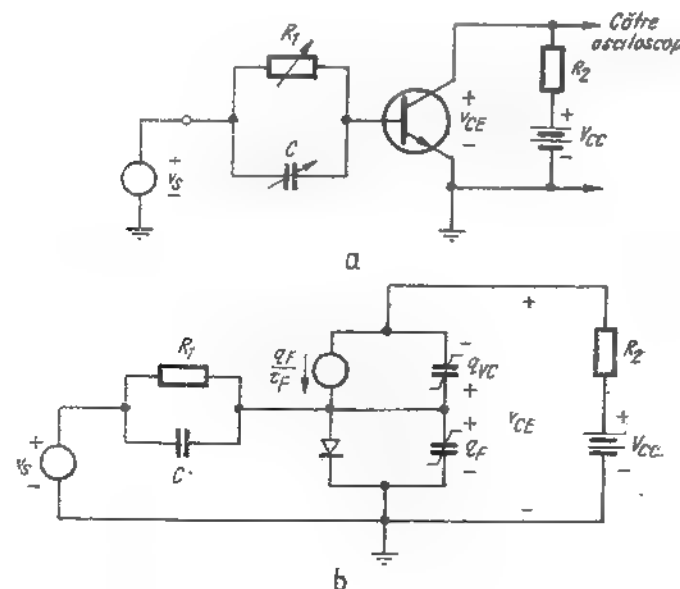 Către
osciloscop
R1
R2
+
vCE
−
+
VCC
−
C
+
vS
−
a
R1
C
+
vS
−
qF
τF
−
qVC
+
+
qF
−
+
vCE
−
R2
+
VCC
−
b